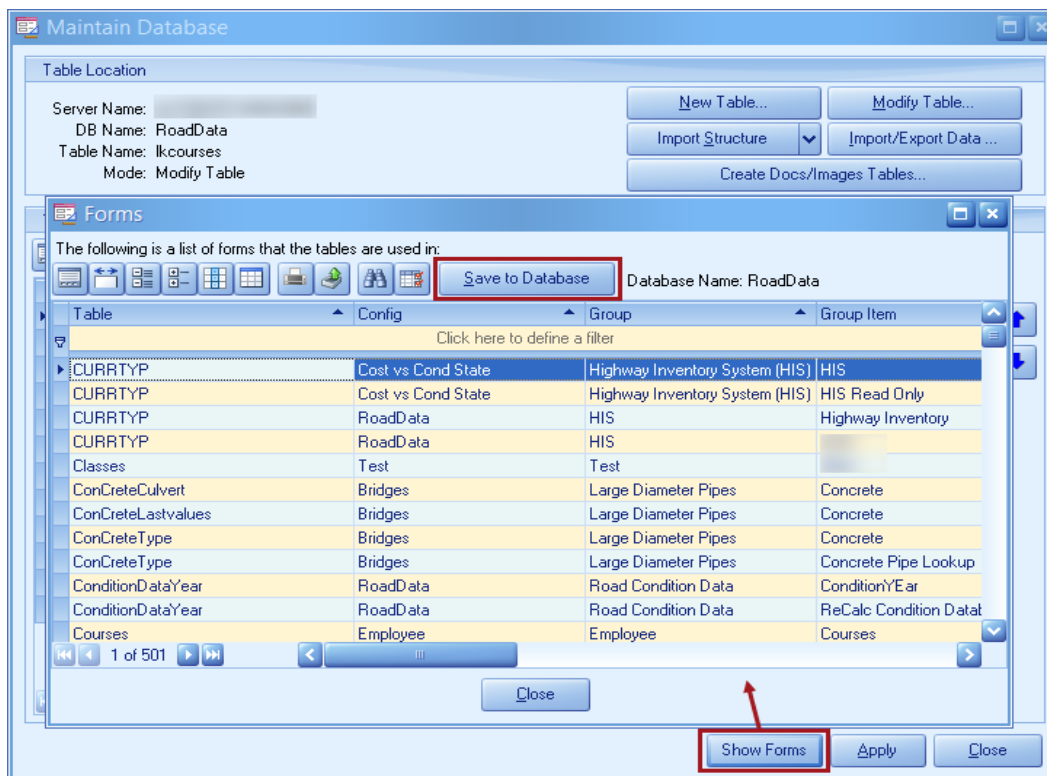 Maintain Database
Table Location
Server Name:
DB Name: RoadData
Table Name: lkcourses
Mode: Modify Table
New Table... Modify Table...
Import Structure Import/Export Data ...
Create Docs/Images Tables...
Forms
The following is a list of forms that the tables are used in:
Save to Database Database Name: RoadData
Table Config Group Group Item
Click here to define a filter
CURRTYP Cost vs Cond State Highway Inventory System (HIS) HIS
CURRTYP Cost vs Cond State Highway Inventory System (HIS) HIS Read Only
CURRTYP RoadData HIS Highway Inventory
CURRTYP RoadData HIS
Classes Test Test
ConCreteCulvert Bridges Large Diameter Pipes Concrete
ConCreteLastvalues Bridges Large Diameter Pipes Concrete
ConCreteType Bridges Large Diameter Pipes Concrete
ConCreteType Bridges Large Diameter Pipes Concrete Pipe Lookup
ConditionDataYear RoadData Road Condition Data ConditionYEar
ConditionDataYear RoadData Road Condition Data ReCalc Condition Datab
Courses Employee Employee Courses
1 of 501
Close
Show Forms Apply Close